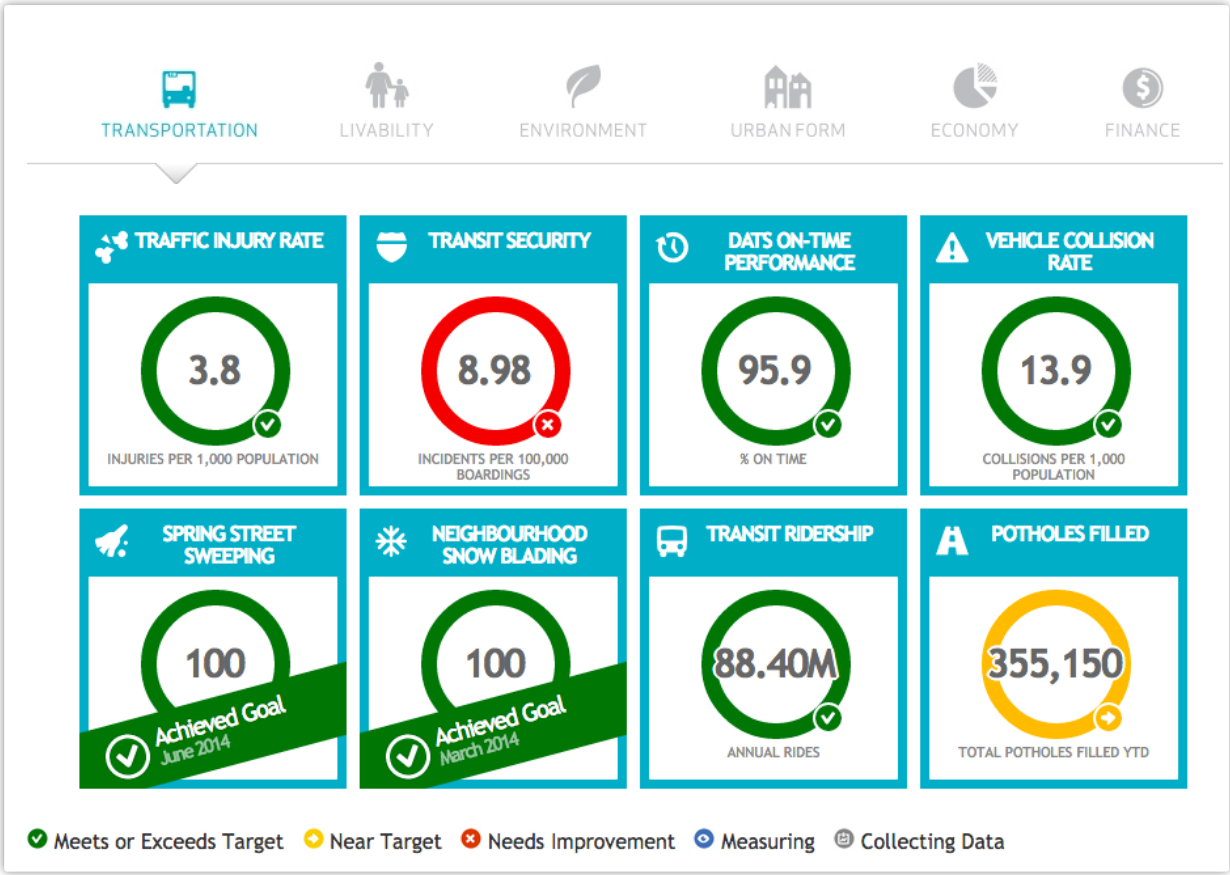 TRANSPORTATION
LIVABILITY
ENVIRONMENT
URBAN FORM
ECONOMY
$
FINANCE
TRAFFIC INJURY RATE
3.8
INJURIES PER 1,000 POPULATION
TRANSIT SECURITY
8.98
INCIDENTS PER 100,000
BOARDINGS
DATS ON-TIME
PERFORMANCE
95.9
% ON TIME
VEHICLE COLLISION
RATE
13.9
COLLISIONS PER 1,000
POPULATION
SPRING STREET
SWEEPING
100
Achieved Goal
June 2014
NEIGHBOURHOOD
SNOW BLADING
100
Achieved Goal
March 2014
TRANSIT RIDERSHIP
88.40M
ANNUAL RIDES
POTHOLES FILLED
355,150
TOTAL POTHOLES FILLED YTD
Meets or Exceeds Target
Near Target
Needs Improvement
Measuring
Collecting Data